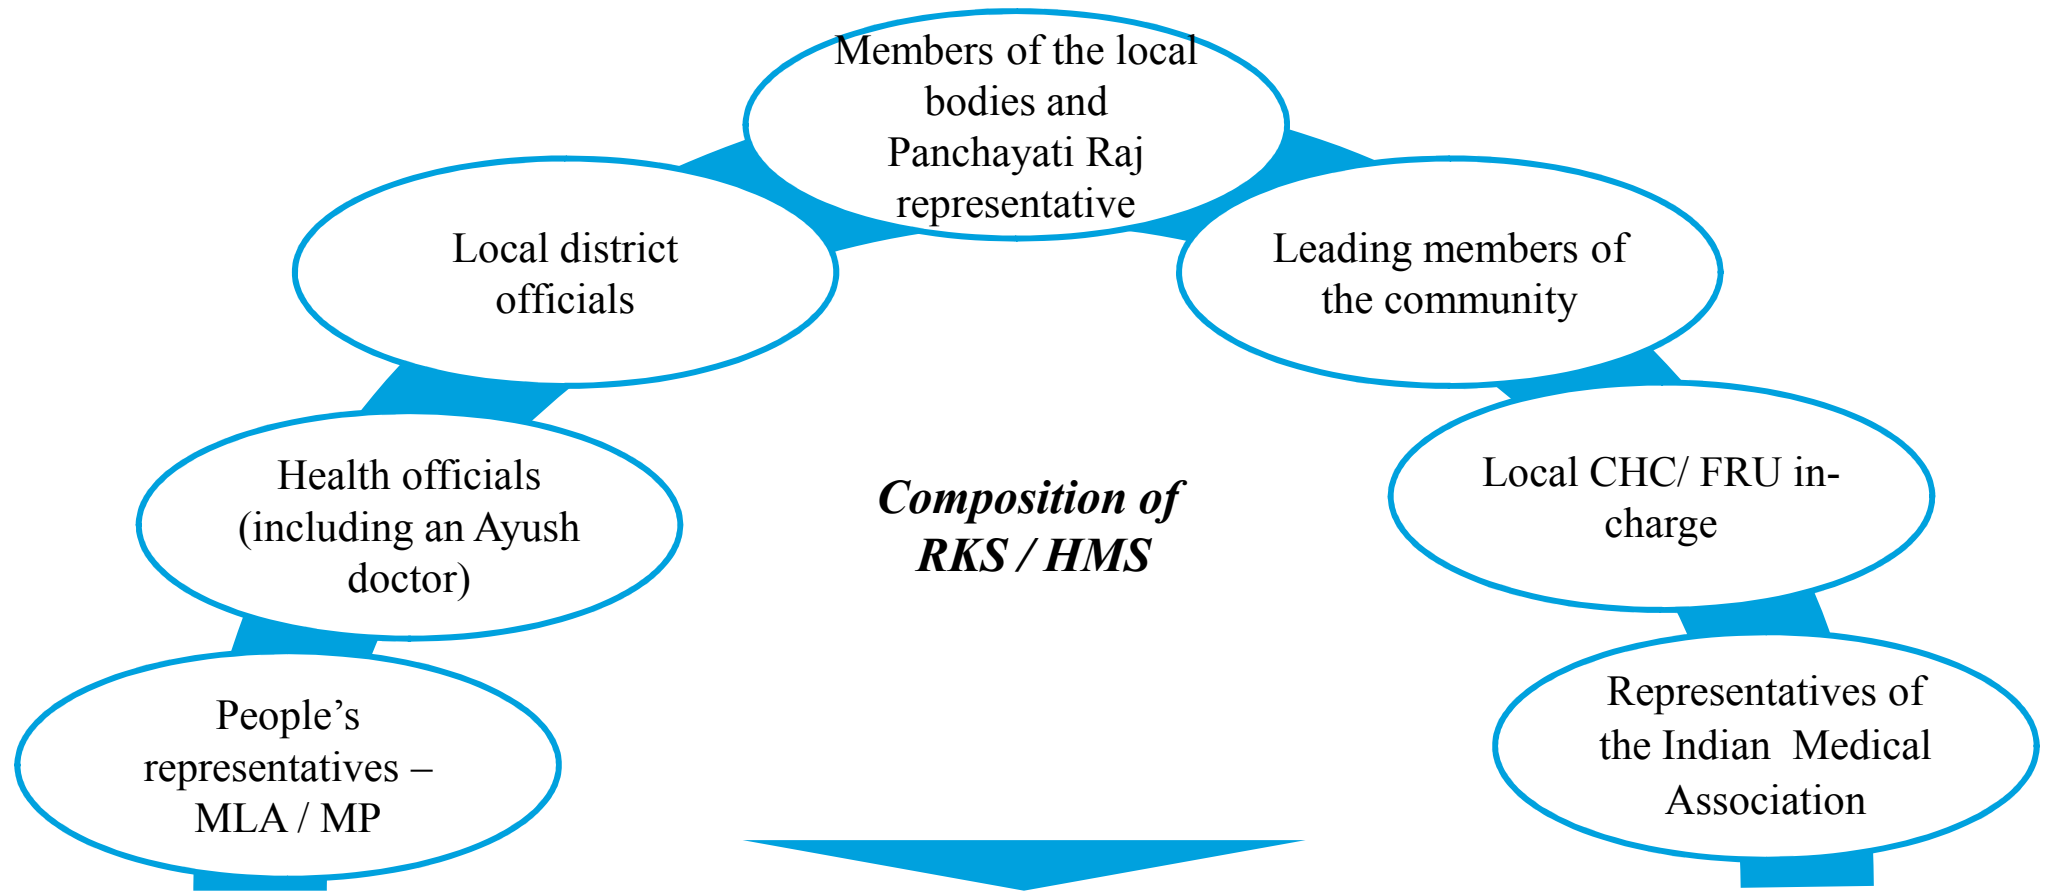 Members of the local
bodies and
Panchayati Raj
representative
Local district
officials
Leading members of
the community
Health officials
(including an Ayush
doctor)
Composition of
RKS / HMS
Local CHC/ FRU in-
charge
People’s
representatives –
MLA / MP
Representatives of
the Indian  Medical
Association